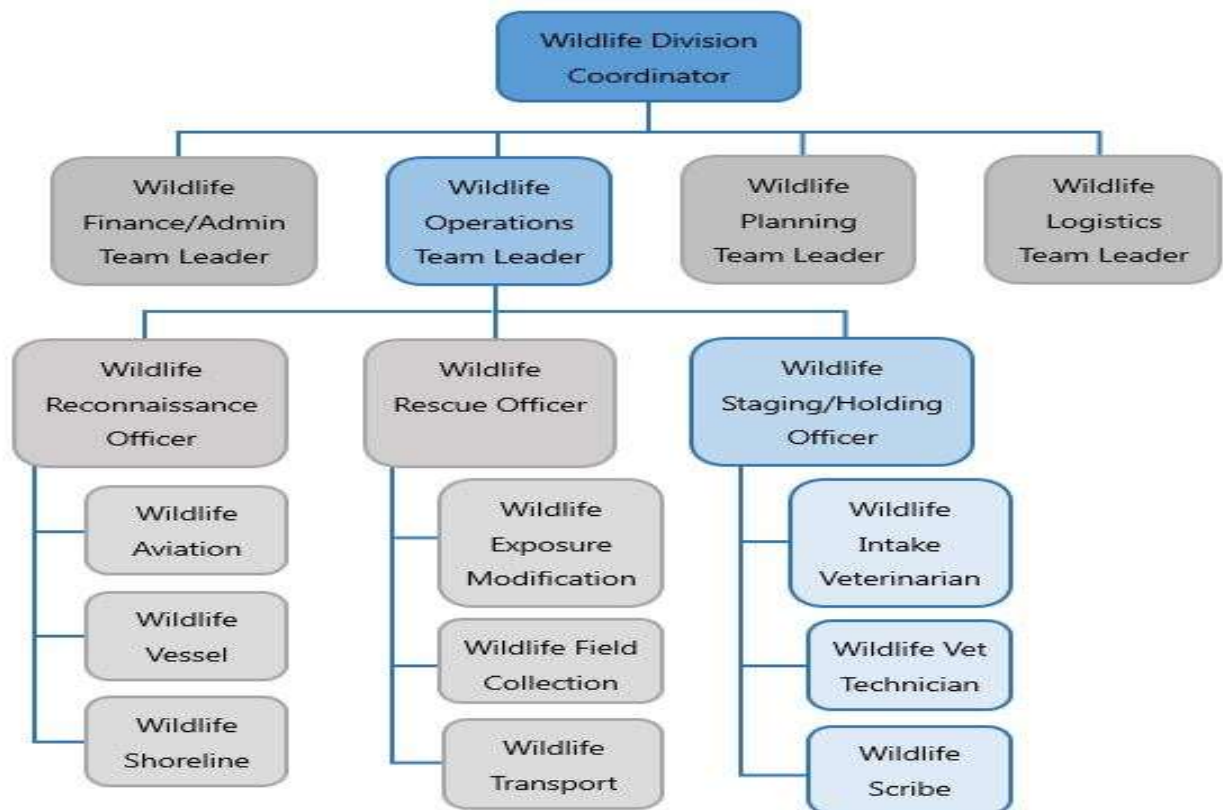 Wildlife Division
Coordinator
Wildlife
Finance/Admin
Team Leader
Wildlife
Operations
Team Leader
Wildlife
Planning
Team Leader
Wildlife
Logistics
Team Leader
Wildlife
Reconnaissance
Officer
Wildlife
Rescue Officer
Wildlife
Staging/Holding
Officer
Wildlife
Aviation
Wildlife
Vessel
Wildlife
Shoreline
Wildlife
Exposure
Modification
Wildlife Field
Collection
Wildlife
Transport
Wildlife
Intake
Veterinarian
Wildlife Vet
Technician
Wildlife
Scribe